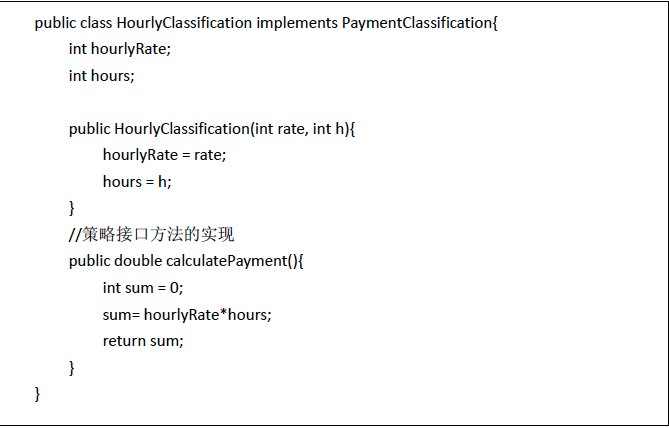 public class HourlyClassification implements PaymentClassification{
int hourlyRate;
int hours;
public HourlyClassification(int rate, int h){
hourlyRate = rate;
hours = h;
}
//策略接口方法的实现
public double calculatePayment(){
int sum = 0;
sum= hourlyRate*hours;
return sum;
}
}